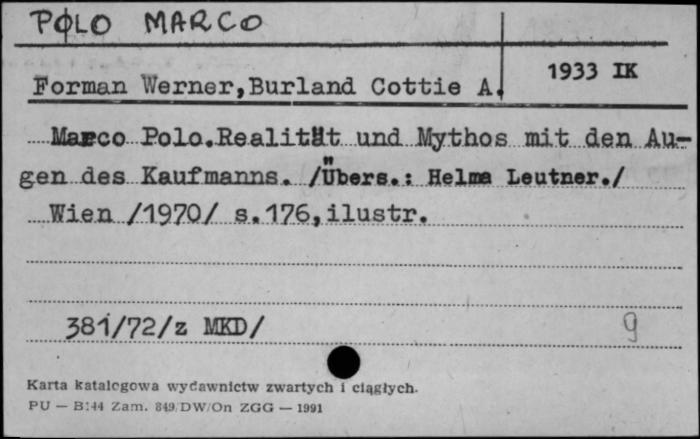 POLO MARCO
1933 IK
Forman Werner,Burland Cottie A.
Marco Polo.Realität und Mythos mit den Au-
gen des Kaufmanns. /Übers.: Helma Leutner./
Wien /1970/ s.176,ilustr.
381/72/z MKD/ g
Karta katalogowa wydawnictw zwartych i ciągłych.
PU — B:44 Zam. 849/DW/On ZGG — 1991